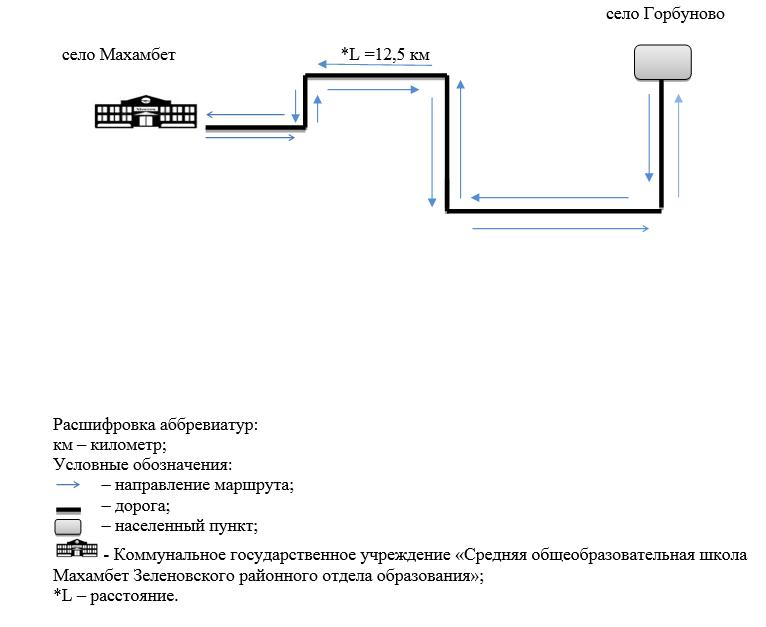 село Горбуново
село Махамбет
*L =12,5 км
Расшифровка аббревиатур:
км – километр;
Условные обозначения:
– направление маршрута;
– дорога;
– населенный пункт;
- Коммунальное государственное учреждение «Средняя общеобразовательная школа
Махамбет Зеленовского районного отдела образования»;
*L – расстояние.